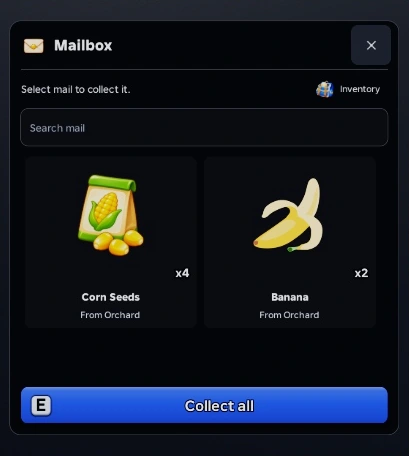 Mailbox
Select mail to collect it.
Inventory
Search mail
x4
Corn Seeds
From Orchard
x2
Banana
From Orchard
E
Collect all